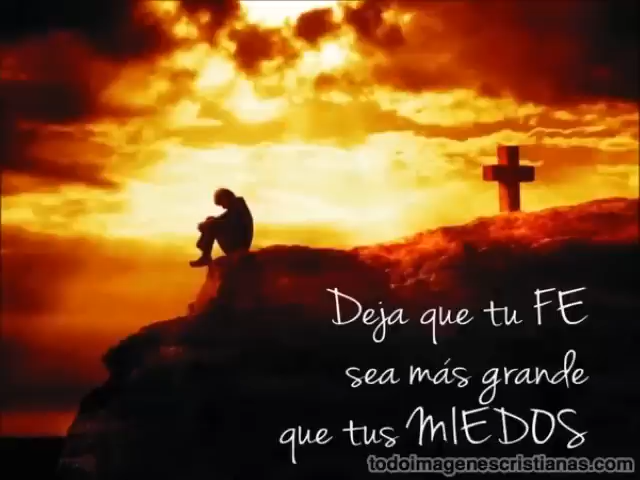 Deja que tu FE
sea más grande
que tus MIEDOS
todoimagenescristianas.com